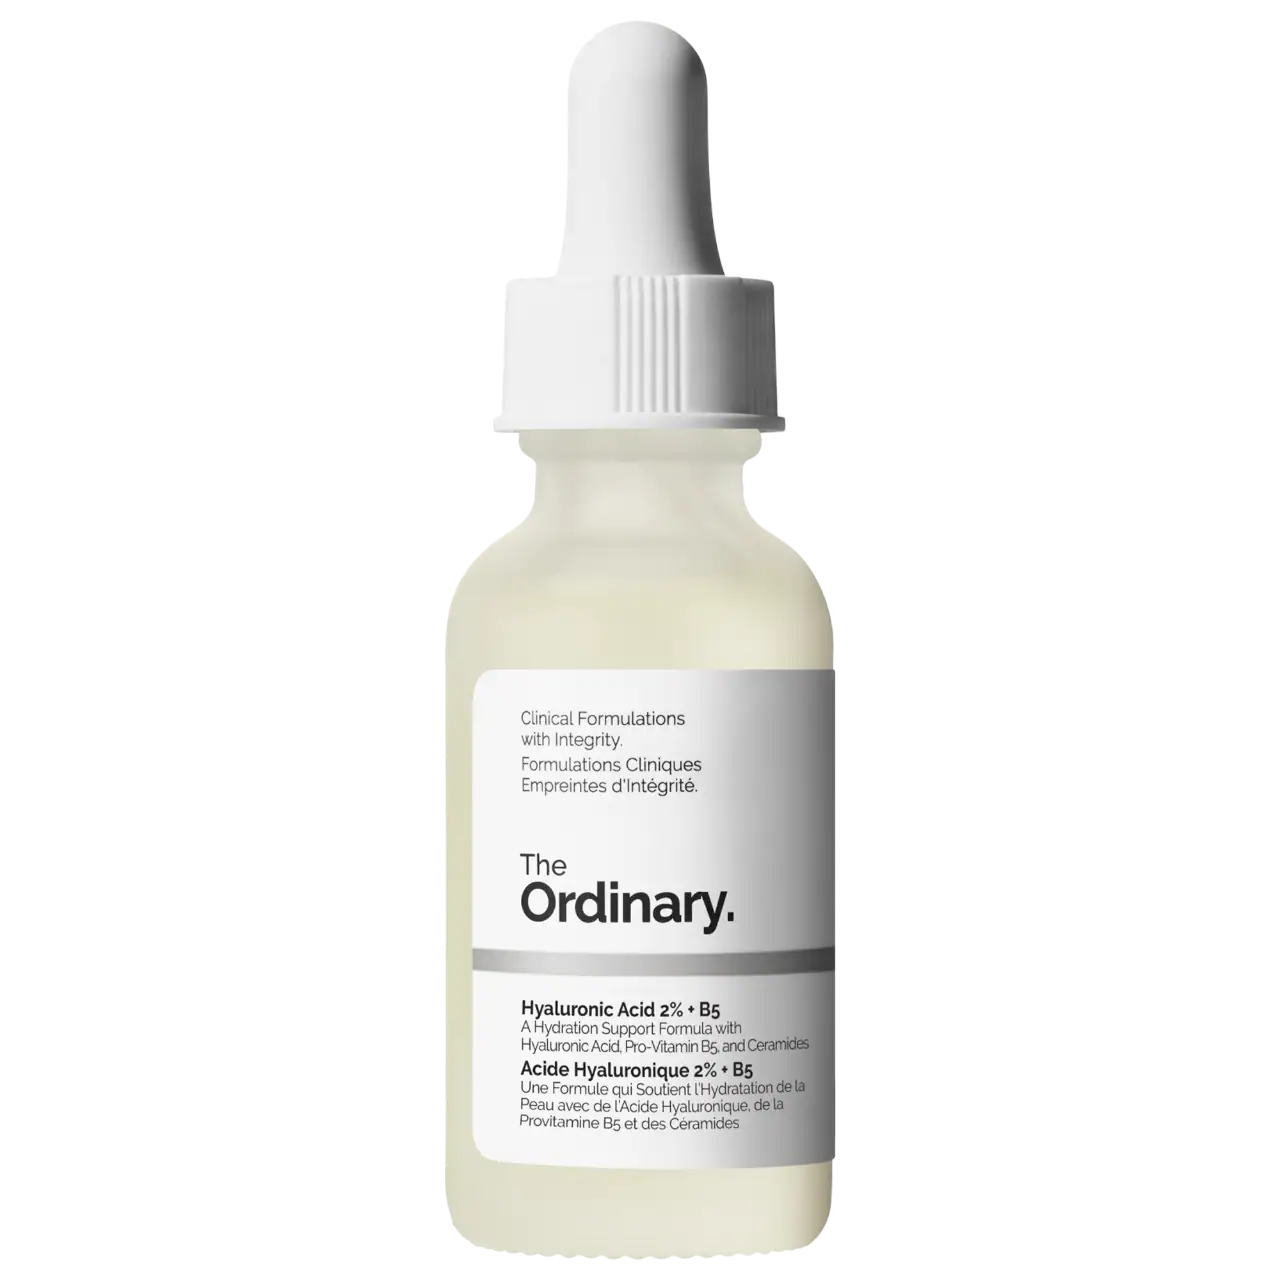 Clinical Formulations
with Integrity.
Formulations Cliniques
Empreintes d'Intégrité.
The
Ordinary.
Hyaluronic Acid 2% + B5
A Hydration Support Formula with
Hyaluronic Acid, Pro-Vitamin B5, and Ceramides
Acide Hyaluronique 2% + B5
Une Formule qui Soutient l'Hydratation de la
Peau avec de l'Acide Hyaluronique, de la
Provitamine B5 et des Céramides